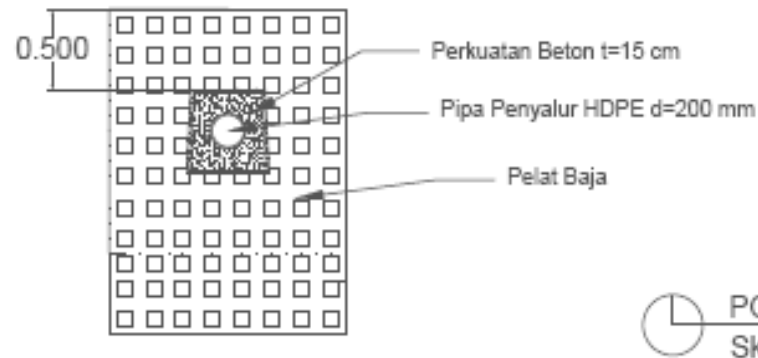 0.500
Perkuatan Beton t=15 cm
Pipa Penyalur HDPE d=200 mm
Pelat Baja